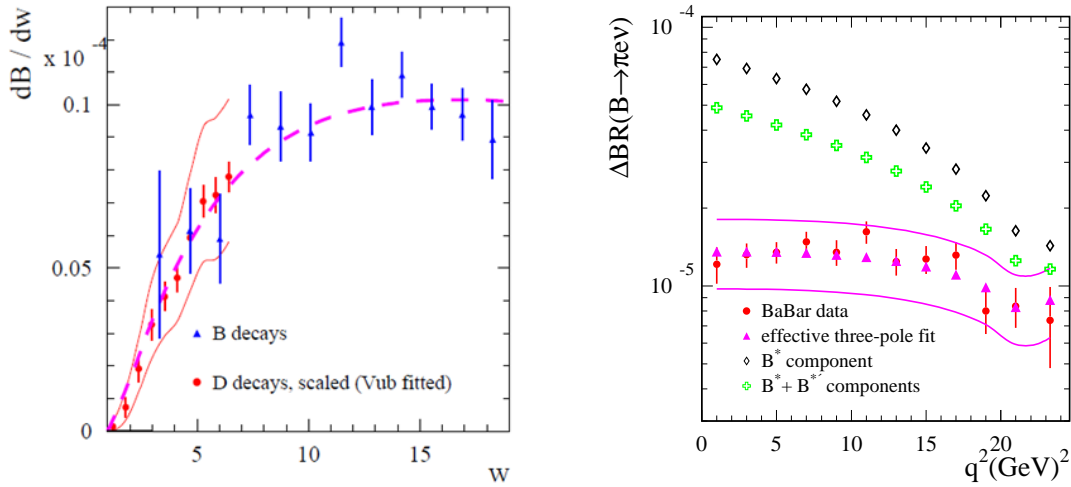 dB / dw
x 10 -4
0.1
0.05
0
B decays
D decays, scaled (Vub fitted)
5
10
15
w
ΔBR(B→πeν)
10 -4
10 -5
BaBar data
effective three-pole fit
B* component
B*+ B*´ components
0
5
10
15
20
25
q2(GeV)2